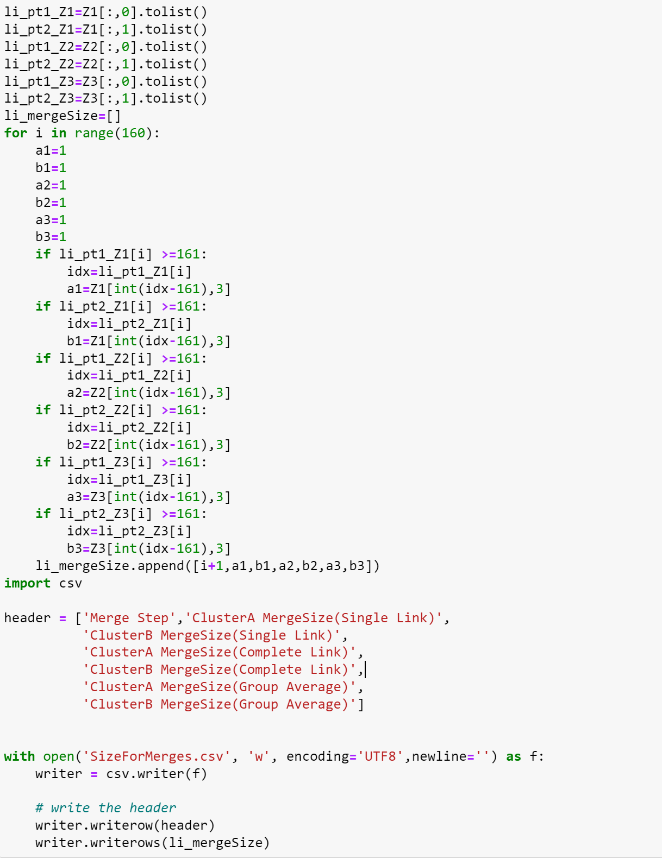 li_pt1_Z1=Z1[:,0].tolist()
li_pt2_Z1=Z1[:,1].tolist()
li_pt1_Z2=Z2[:,0].tolist()
li_pt2_Z2=Z2[:,1].tolist()
li_pt1_Z3=Z3[:,0].tolist()
li_pt2_Z3=Z3[:,1].tolist()
li_mergeSize=[]
for i in range(160):
    a1=1
    b1=1
    a2=1
    b2=1
    a3=1
    b3=1
    if li_pt1_Z1[i] >=161:
        idx=li_pt1_Z1[i]
        a1=Z1[int(idx-161),3]
    if li_pt2_Z1[i] >=161:
        idx=li_pt2_Z1[i]
        b1=Z1[int(idx-161),3]
    if li_pt1_Z2[i] >=161:
        idx=li_pt1_Z2[i]
        a2=Z2[int(idx-161),3]
    if li_pt2_Z2[i] >=161:
        idx=li_pt2_Z2[i]
        b2=Z2[int(idx-161),3]
    if li_pt1_Z3[i] >=161:
        idx=li_pt1_Z3[i]
        a3=Z3[int(idx-161),3]
    if li_pt2_Z3[i] >=161:
        idx=li_pt2_Z3[i]
        b3=Z3[int(idx-161),3]
    li_mergeSize.append([i+1,a1,b1,a2,b2,a3,b3])
import csv

header = ['Merge Step','ClusterA MergeSize(Single Link)',
          'ClusterB MergeSize(Single Link)',
          'ClusterA MergeSize(Complete Link)',
          'ClusterB MergeSize(Complete Link)',
          'ClusterA MergeSize(Group Average)',
          'ClusterB MergeSize(Group Average)']


with open('SizeForMerges.csv', 'w', encoding='UTF8',newline='') as f:
    writer = csv.writer(f)

    # write the header
    writer.writerow(header)
    writer.writerows(li_mergeSize)